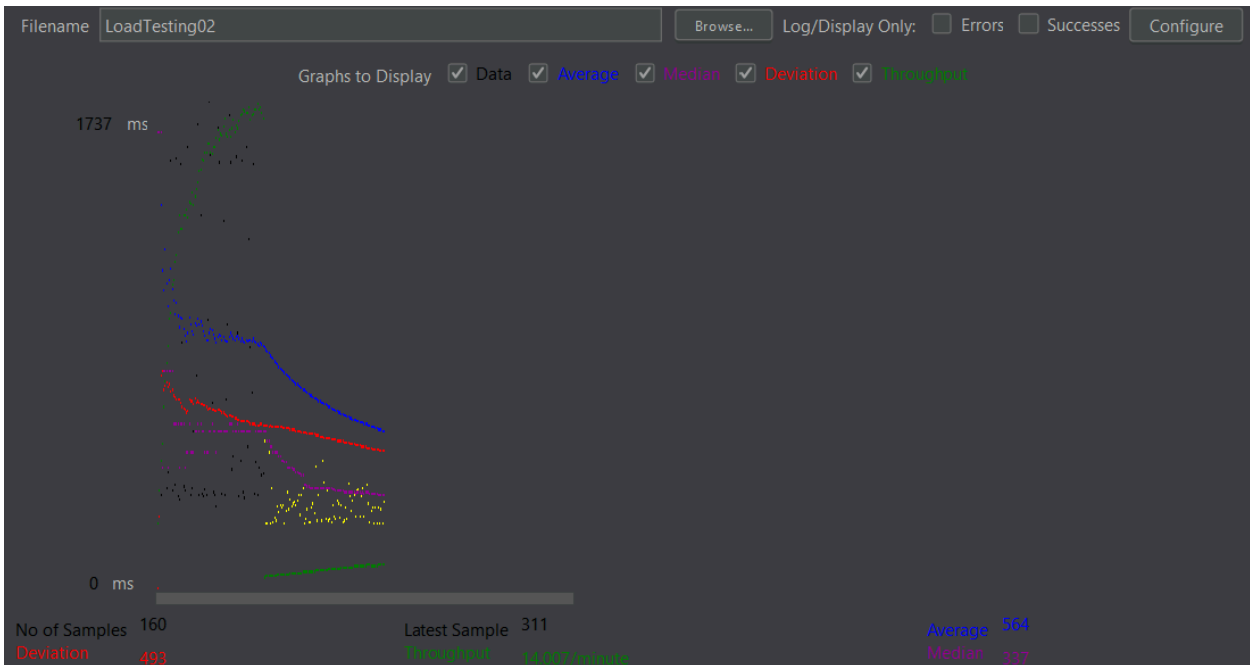 Filename LoadTesting02 Browse... Log/Display Only: Errors Successes Configure
Graphs to Display Data Average Median Deviation Throughput
1737 ms
0 ms
No of Samples 160 Latest Sample 311 Average 564
Deviation 493 Throughput 14.007/minute Median 337